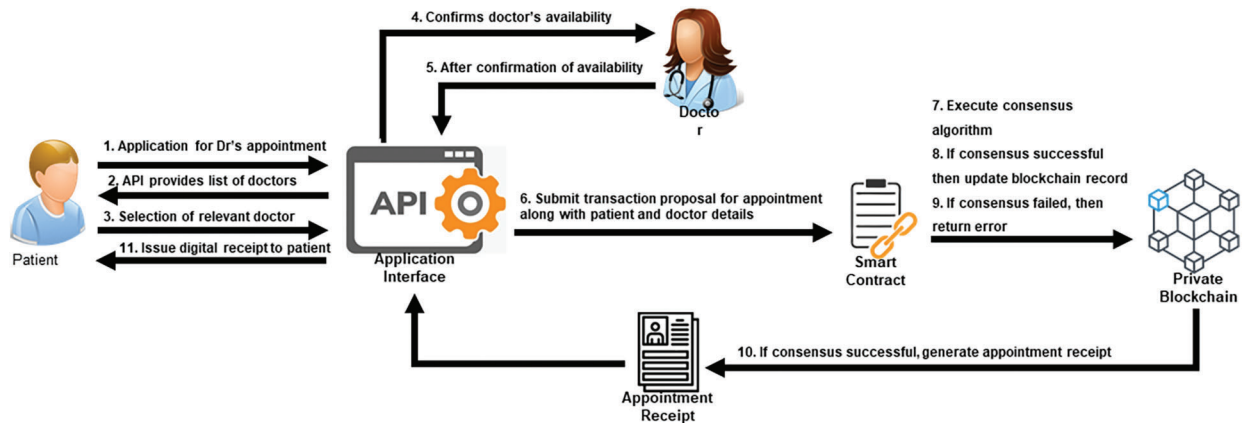 4. Confirms doctor's availability
5. After confirmation of availability
Docto
r
1. Application for Dr's appointment
2. API provides list of doctors
3. Selection of relevant doctor
11. Issue digital receipt to patient
Patient
API
Application
Interface
6. Submit transaction proposal for appointment
along with patient and doctor details
Smart
Contract
7. Execute consensus
algorithm
8. If consensus successful
then update blockchain record
9. If consensus failed, then
return error
Private
Blockchain
10. If consensus successful, generate appointment receipt
Appointment
Receipt